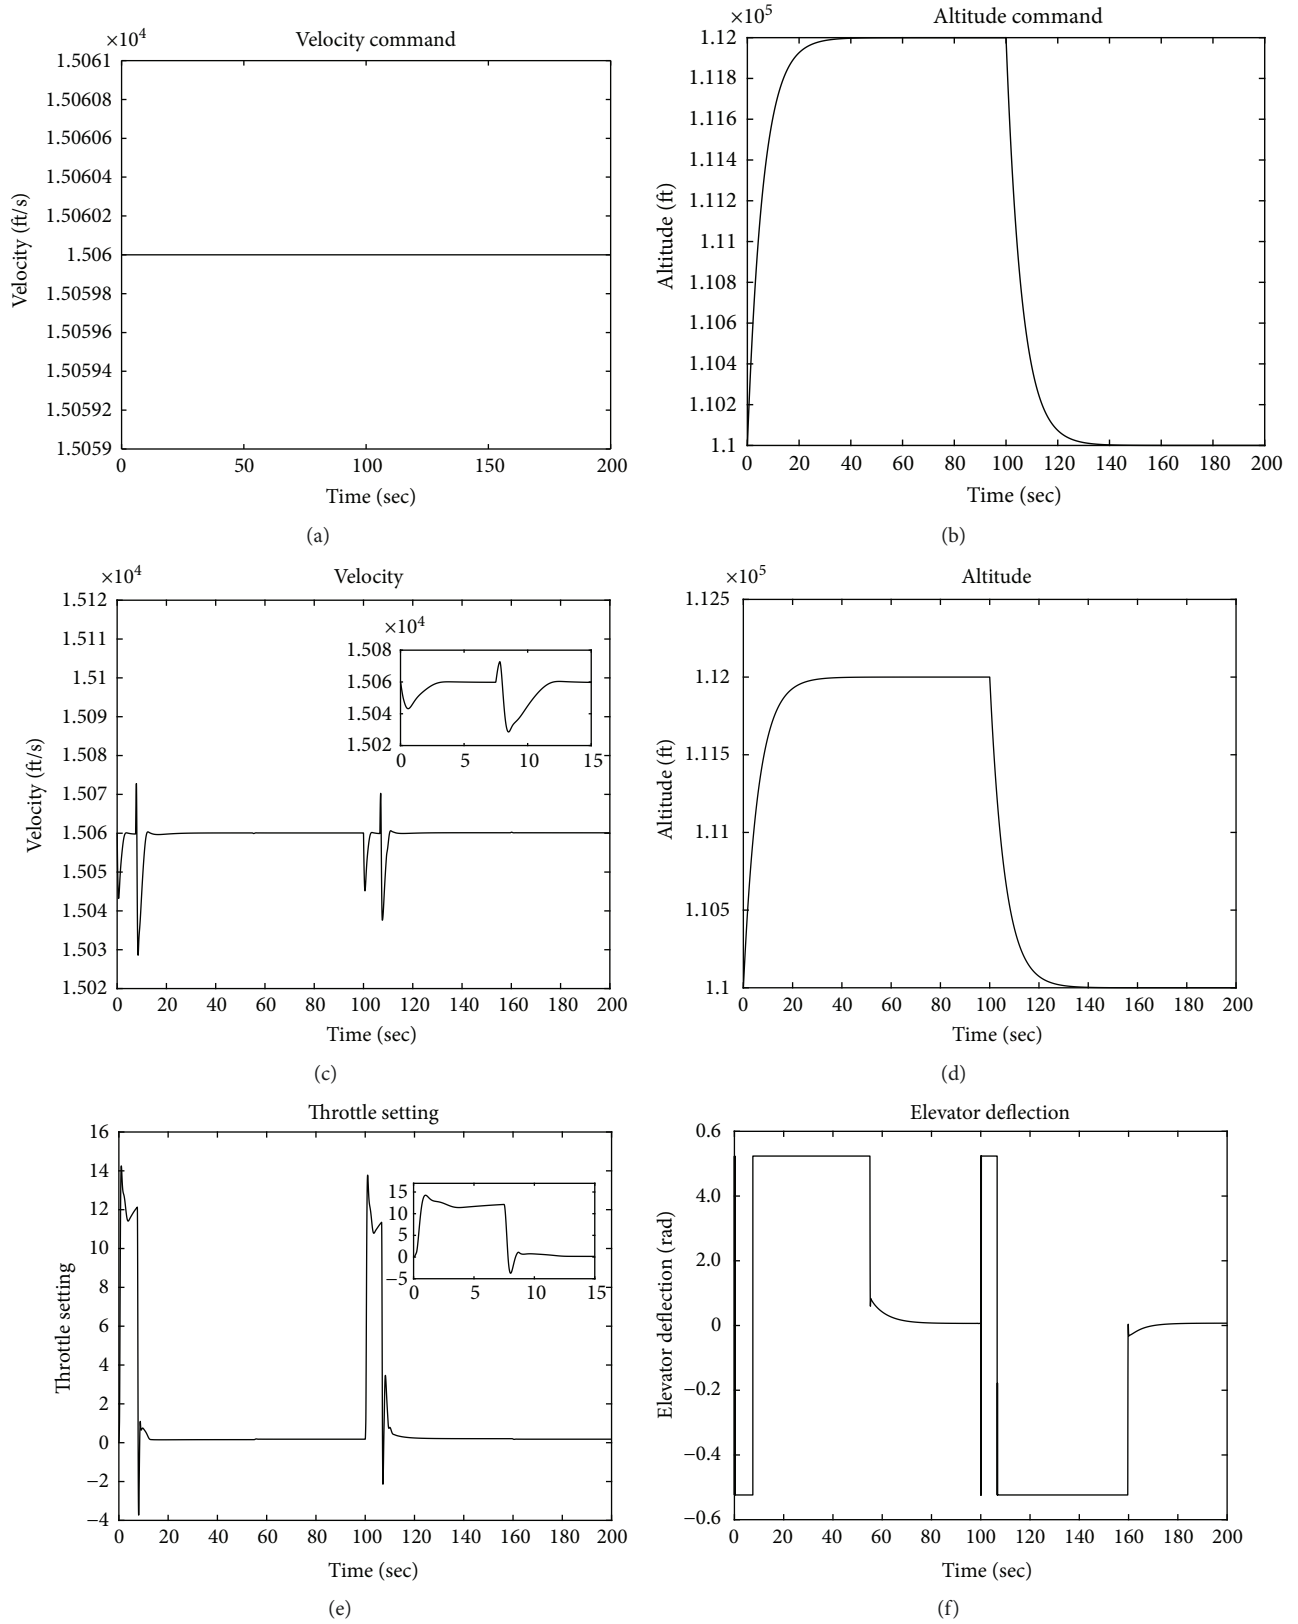 ×10⁴
Velocity command
1.5061
1.50608
1.50606
1.50604
1.50602
1.506
1.50598
1.50596
1.50594
1.50592
1.5059
Velocity (ft/s)
0 50 100 150 200
Time (sec)
(a)
×10⁵
Altitude command
1.12
1.118
1.116
1.114
1.112
1.11
1.108
1.106
1.104
1.102
1.1
Altitude (ft)
0 20 40 60 80 100 120 140 160 180 200
Time (sec)
(b)
×10⁴
Velocity
1.512
1.511
1.51
1.509
1.508
1.507
1.506
1.505
1.504
1.503
1.502
Velocity (ft/s)
×10⁴
1.508
1.506
1.504
1.502
0 5 10 15
0 20 40 60 80 100 120 140 160 180 200
Time (sec)
(c)
×10⁵
Altitude
1.125
1.12
1.115
1.11
1.105
1.1
Altitude (ft)
0 20 40 60 80 100 120 140 160 180 200
Time (sec)
(d)
Throttle setting
16
14
12
10
8
6
4
2
0
−2
−4
Throttle setting
15
10
5
0
−5
0 5 10 15
0 20 40 60 80 100 120 140 160 180 200
Time (sec)
(e)
Elevator deflection
0.6
4.0
2.0
0
−0.2
−0.4
−0.6
Elevator deflection (rad)
0 20 40 60 80 100 120 140 160 180 200
Time (sec)
(f)